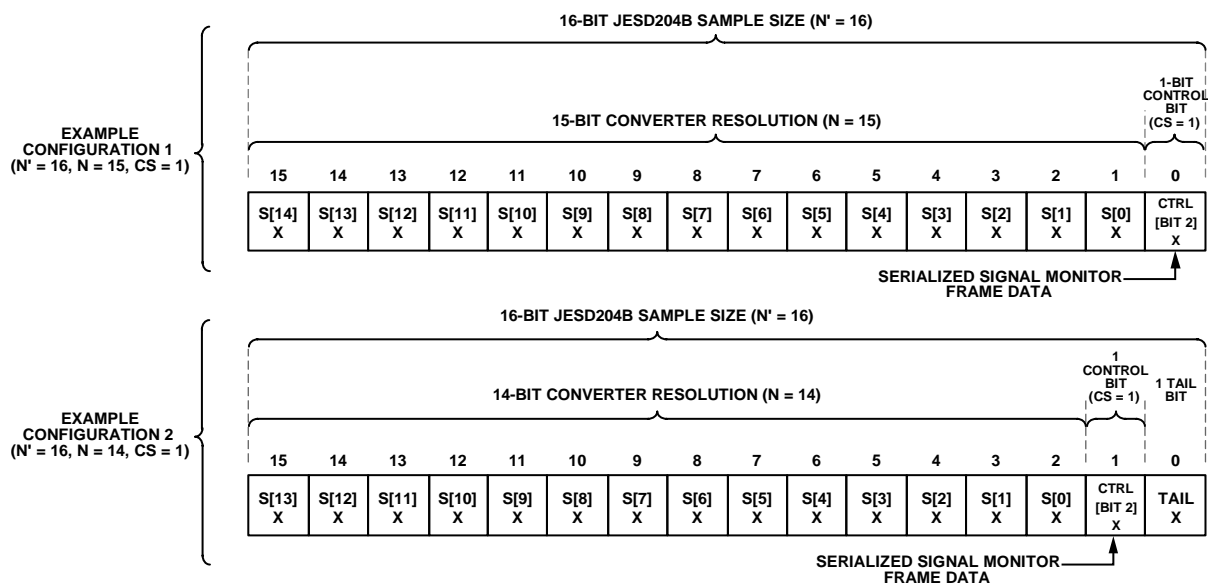 16-BIT JESD204B SAMPLE SIZE (N' = 16)
1-BIT
CONTROL
BIT
(CS = 1)
15-BIT CONVERTER RESOLUTION (N = 15)
EXAMPLE
CONFIGURATION 1
(N' = 16, N = 15, CS = 1)
15 14 13 12 11 10 9 8 7 6 5 4 3 2 1 0
S[14] X S[13] X S[12] X S[11] X S[10] X S[9] X S[8] X S[7] X S[6] X S[5] X S[4] X S[3] X S[2] X S[1] X S[0] X CTRL [BIT 2] X
SERIALIZED SIGNAL MONITOR
FRAME DATA
16-BIT JESD204B SAMPLE SIZE (N' = 16)
1
CONTROL
BIT
(CS = 1)
1 TAIL
BIT
14-BIT CONVERTER RESOLUTION (N = 14)
EXAMPLE
CONFIGURATION 2
(N' = 16, N = 14, CS = 1)
15 14 13 12 11 10 9 8 7 6 5 4 3 2 1 0
S[13] X S[12] X S[11] X S[10] X S[9] X S[8] X S[7] X S[6] X S[5] X S[4] X S[3] X S[2] X S[1] X S[0] X CTRL [BIT 2] X TAIL X
SERIALIZED SIGNAL MONITOR
FRAME DATA